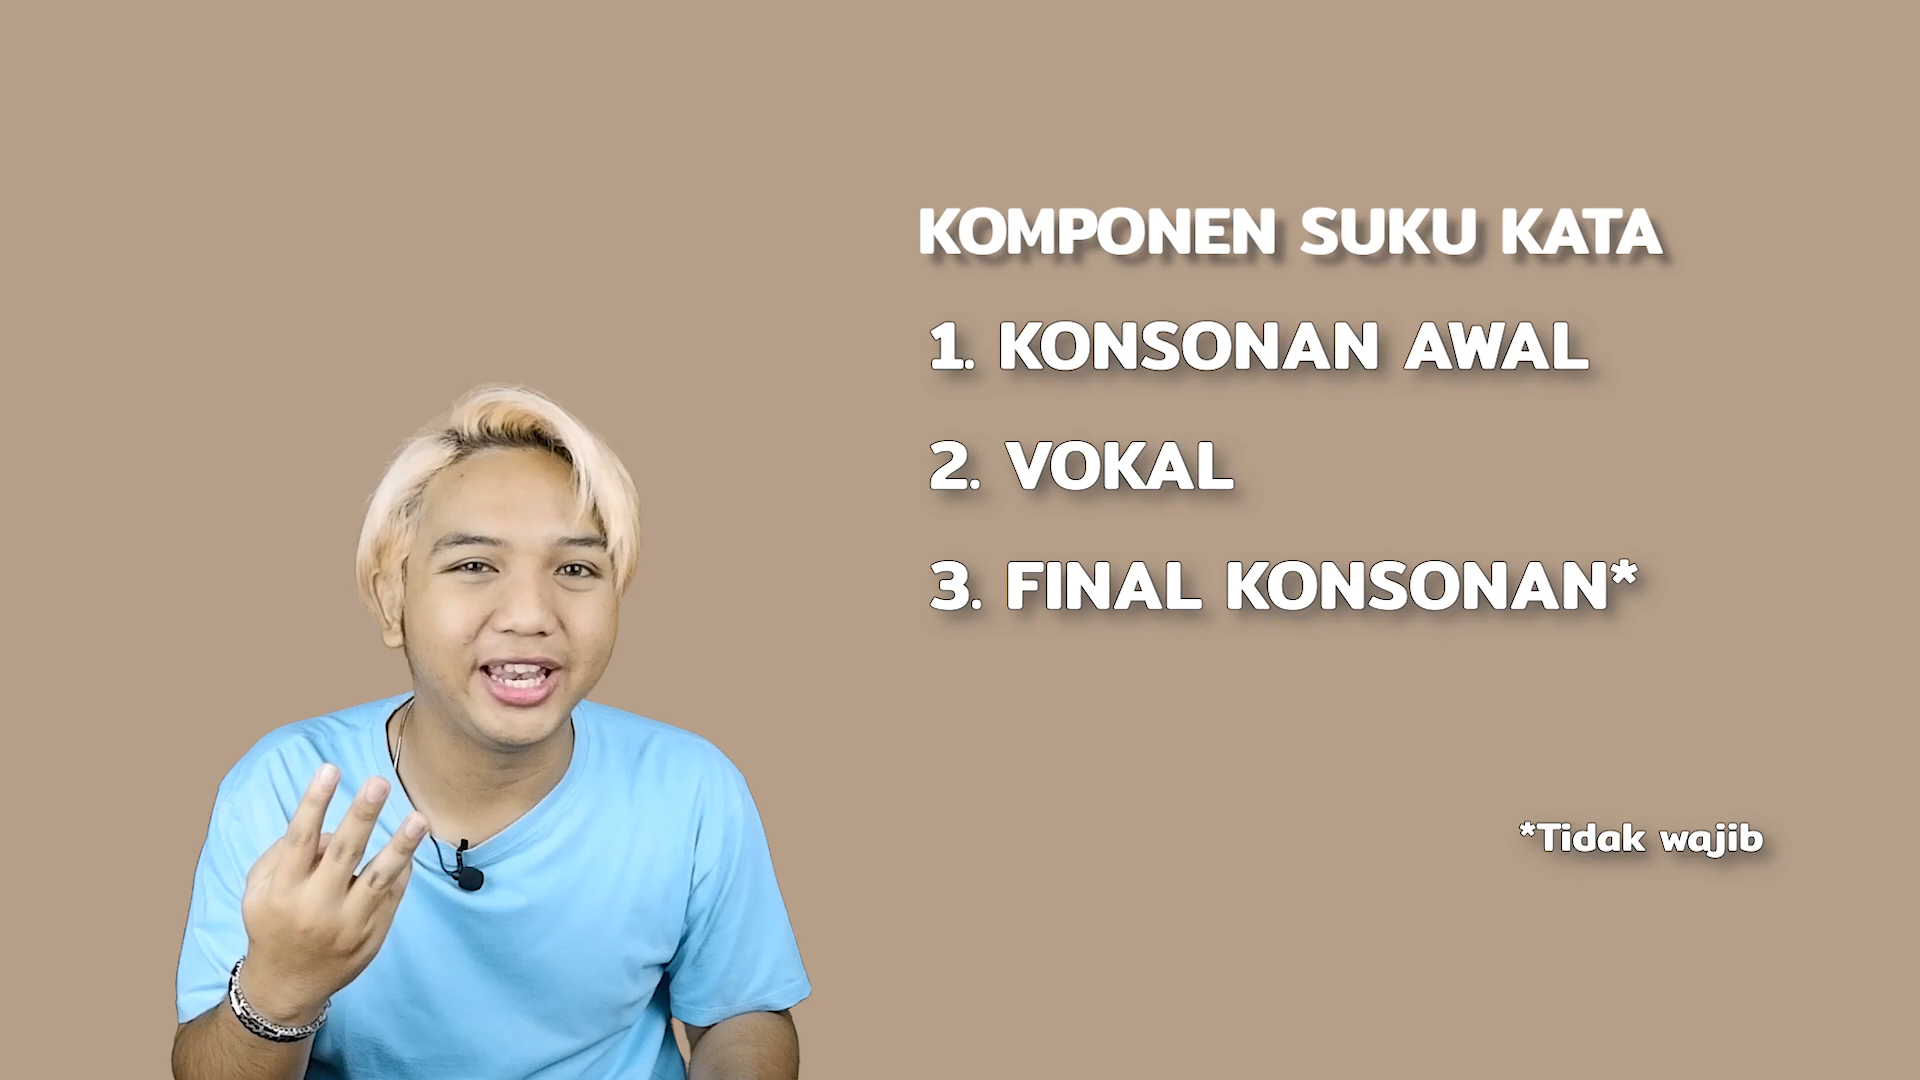 KOMPONEN SUKU KATA
1. KONSONAN AWAL
2. VOKAL
3. FINAL KONSONAN*
*Tidak wajib